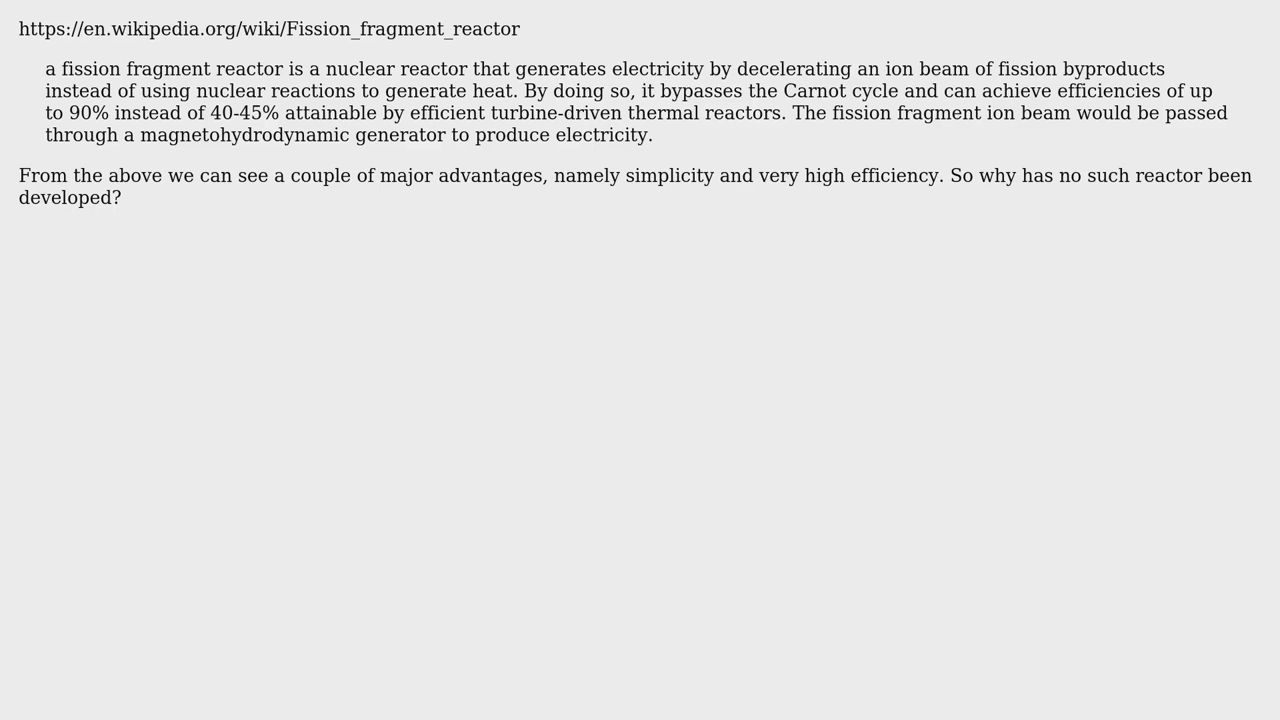 https://en.wikipedia.org/wiki/Fission_fragment_reactor
a fission fragment reactor is a nuclear reactor that generates electricity by decelerating an ion beam of fission byproducts
instead of using nuclear reactions to generate heat. By doing so, it bypasses the Carnot cycle and can achieve efficiencies of up
to 90% instead of 40-45% attainable by efficient turbine-driven thermal reactors. The fission fragment ion beam would be passed
through a magnetohydrodynamic generator to produce electricity.
From the above we can see a couple of major advantages, namely simplicity and very high efficiency. So why has no such reactor been
developed?